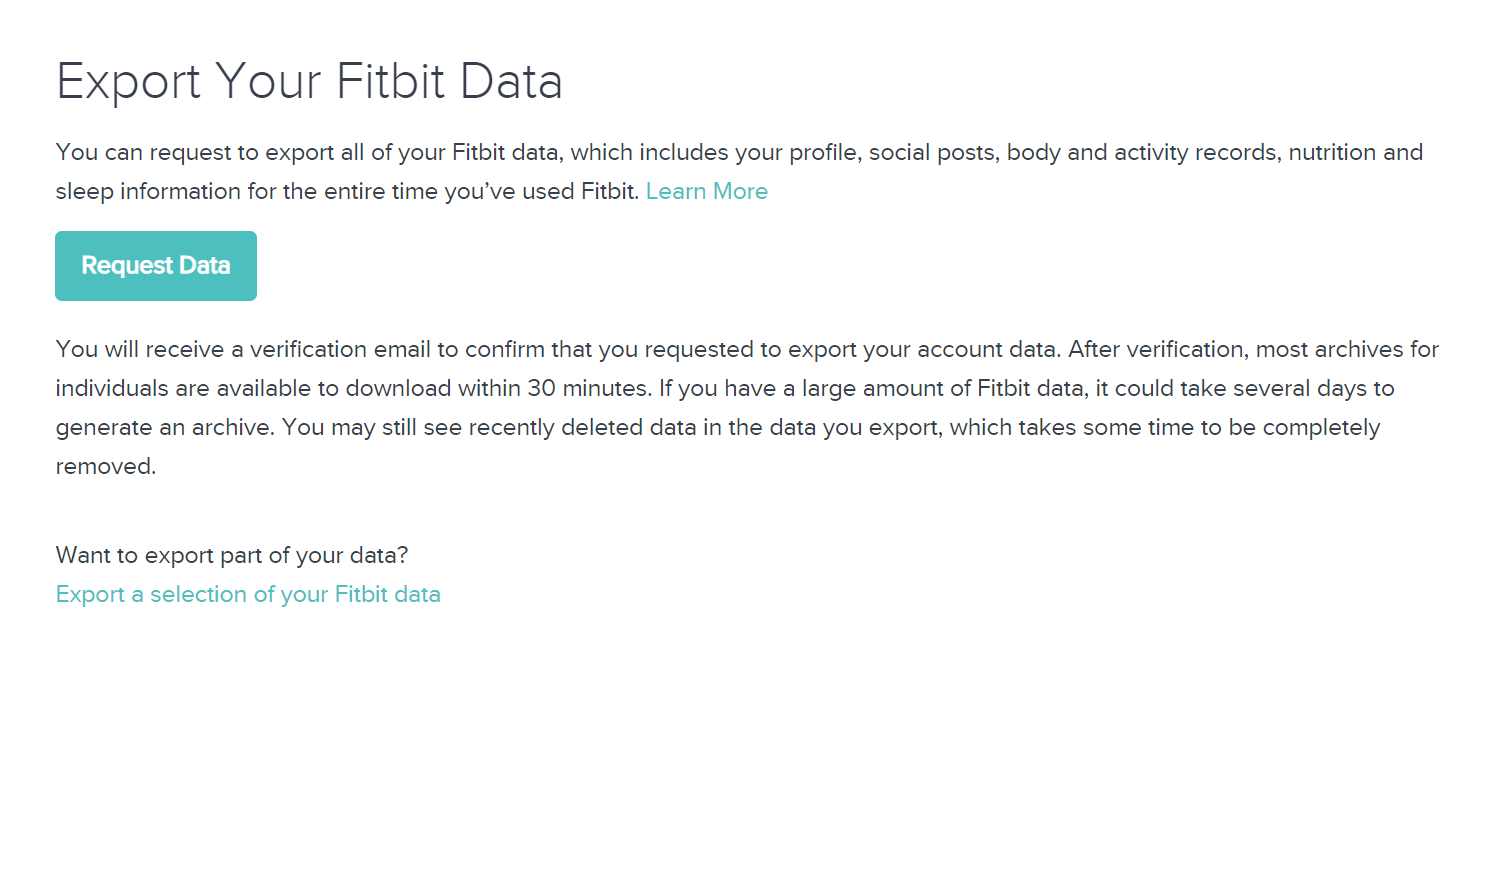 Export Your Fitbit Data
You can request to export all of your Fitbit data, which includes your profile, social posts, body and activity records, nutrition and
sleep information for the entire time you’ve used Fitbit. Learn More
Request Data
You will receive a verification email to confirm that you requested to export your account data. After verification, most archives for
individuals are available to download within 30 minutes. If you have a large amount of Fitbit data, it could take several days to
generate an archive. You may still see recently deleted data in the data you export, which takes some time to be completely
removed.
Want to export part of your data?
Export a selection of your Fitbit data